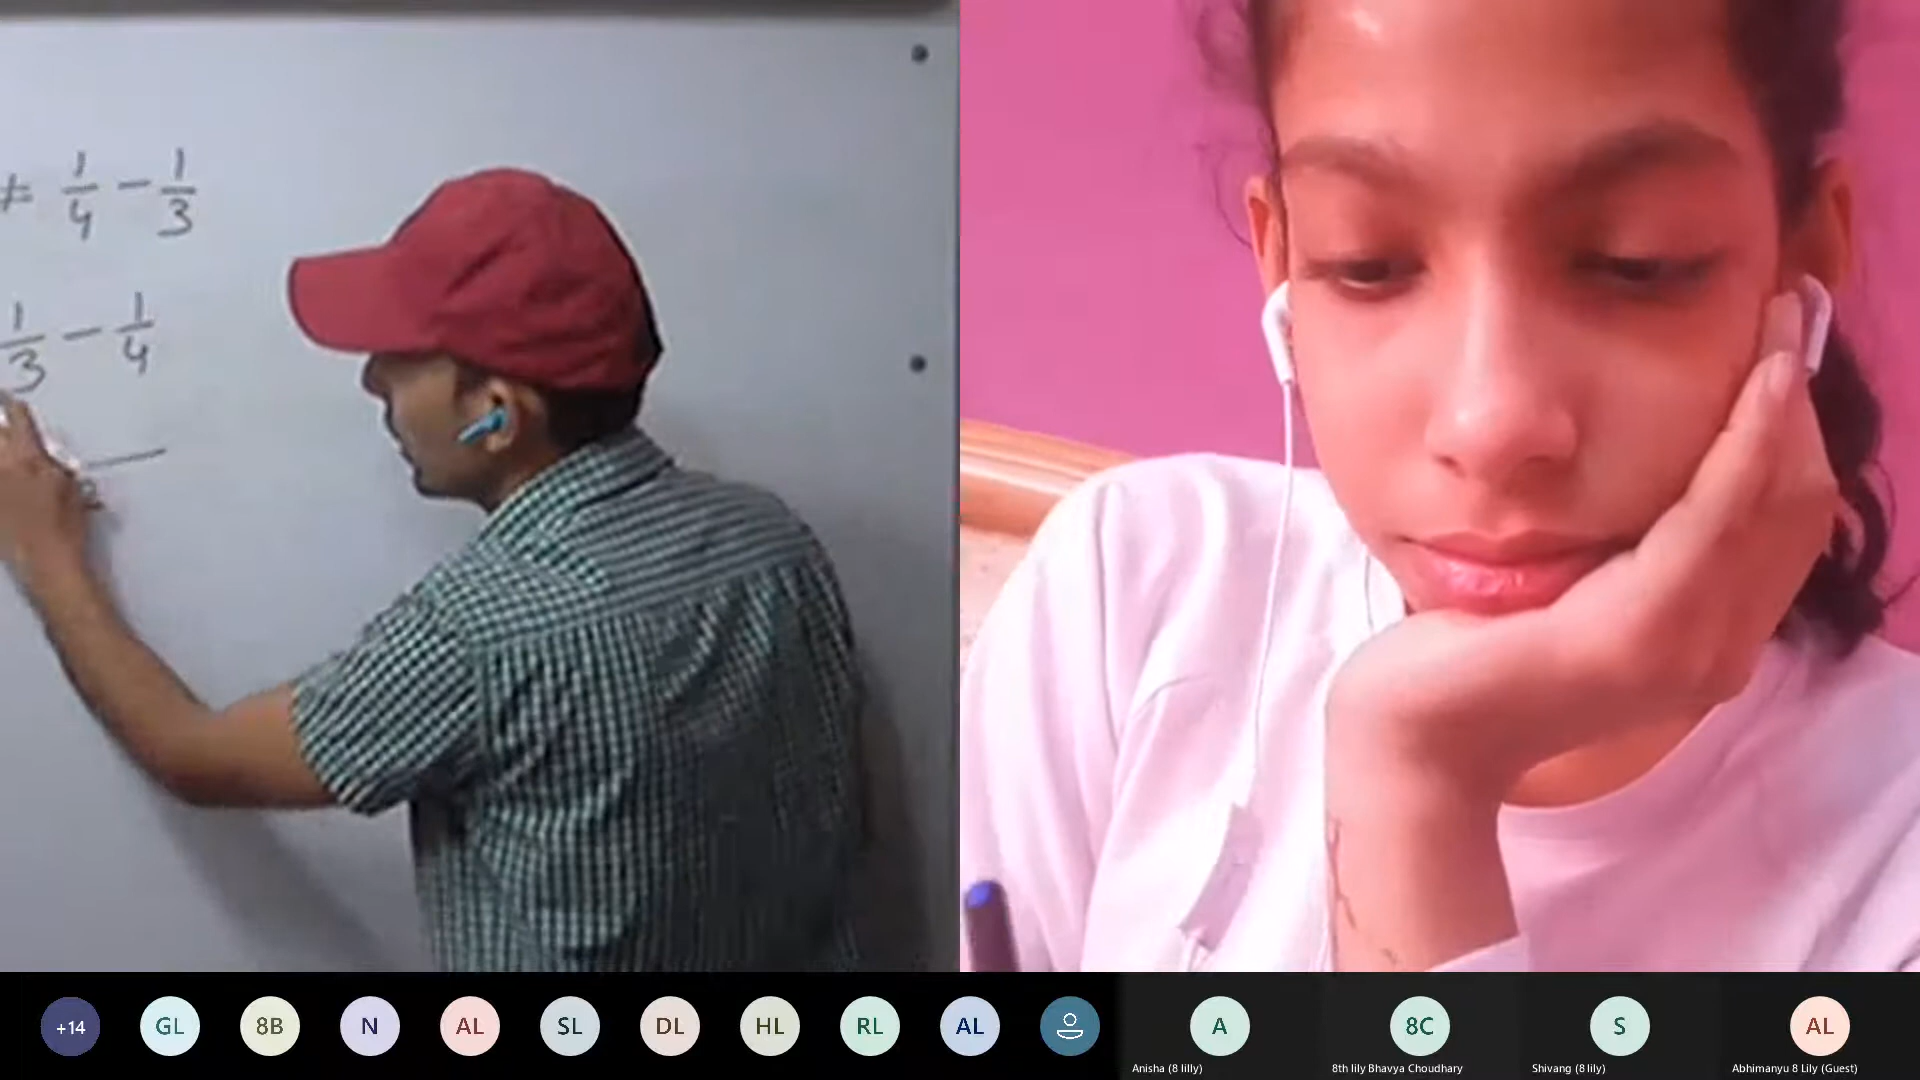 ≠ 1/4 − 1/3
1/3 − 1/4
+14 GL 8B N AL SL DL HL RL AL A 8C S AL
Anisha (8 lilly) 8th lily Bhavya Choudhary Shivang (8 lily) Abhimanyu 8 Lily (Guest)